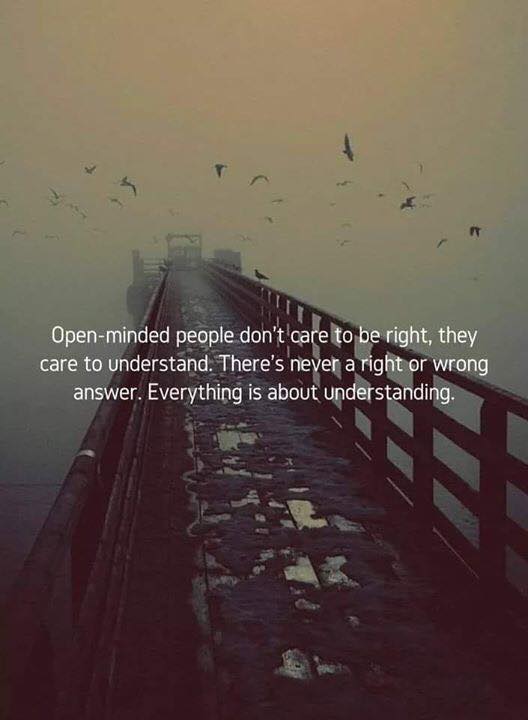 Open-minded people don't care to be right, they
care to understand. There's never a right or wrong
answer. Everything is about understanding.